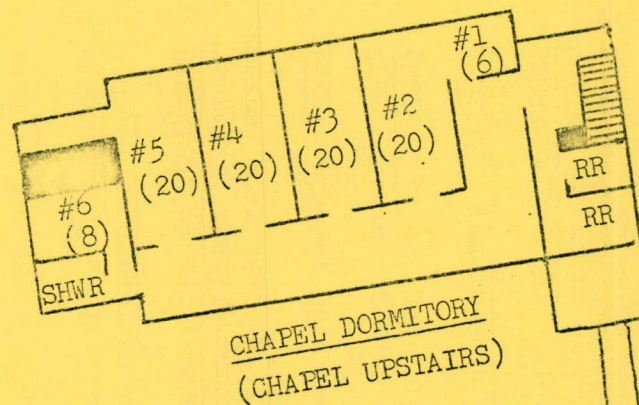 #1
(6)
#2
(20)
#3
(20)
#4
(20)
#5
(20)
#6
(8)
SHWR
RR
RR
CHAPEL DORMITORY
(CHAPEL UPSTAIRS)